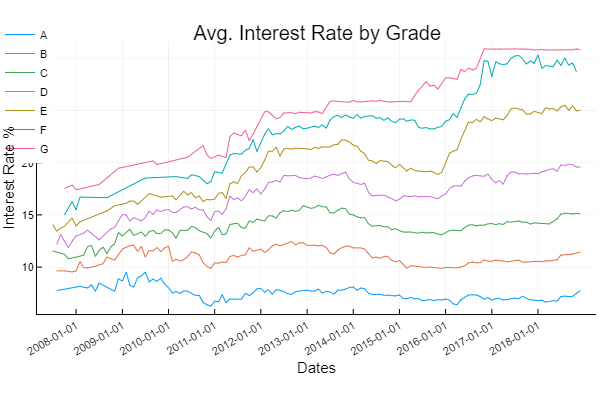 Avg. Interest Rate by Grade
A
B
C
D
E
F
G
Interest Rate %
20
15
10
2008-01-01
2009-01-01
2010-01-01
2011-01-01
2012-01-01
2013-01-01
2014-01-01
2015-01-01
2016-01-01
2017-01-01
2018-01-01
Dates